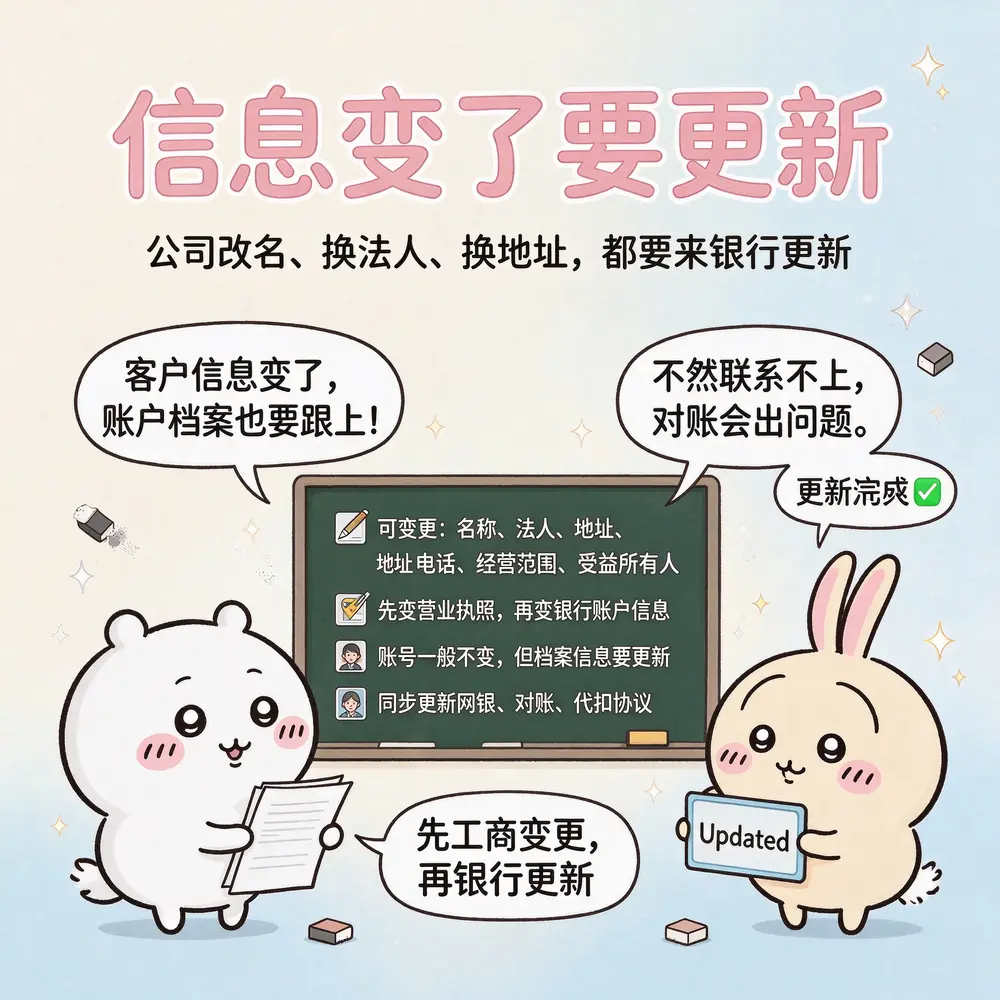 信息变了要更新
公司改名、换法人、换地址，都要来银行更新
客户信息变了，
账户档案也要跟上！
不然联系不上，
对账会出问题。
更新完成✅
可变更：名称、法人、地址、
地址电话、经营范围、受益所有人
先变营业执照，再变银行账户信息
账号一般不变，但档案信息要更新
同步更新网银、对账、代扣协议
先工商变更，
再银行更新
Updated